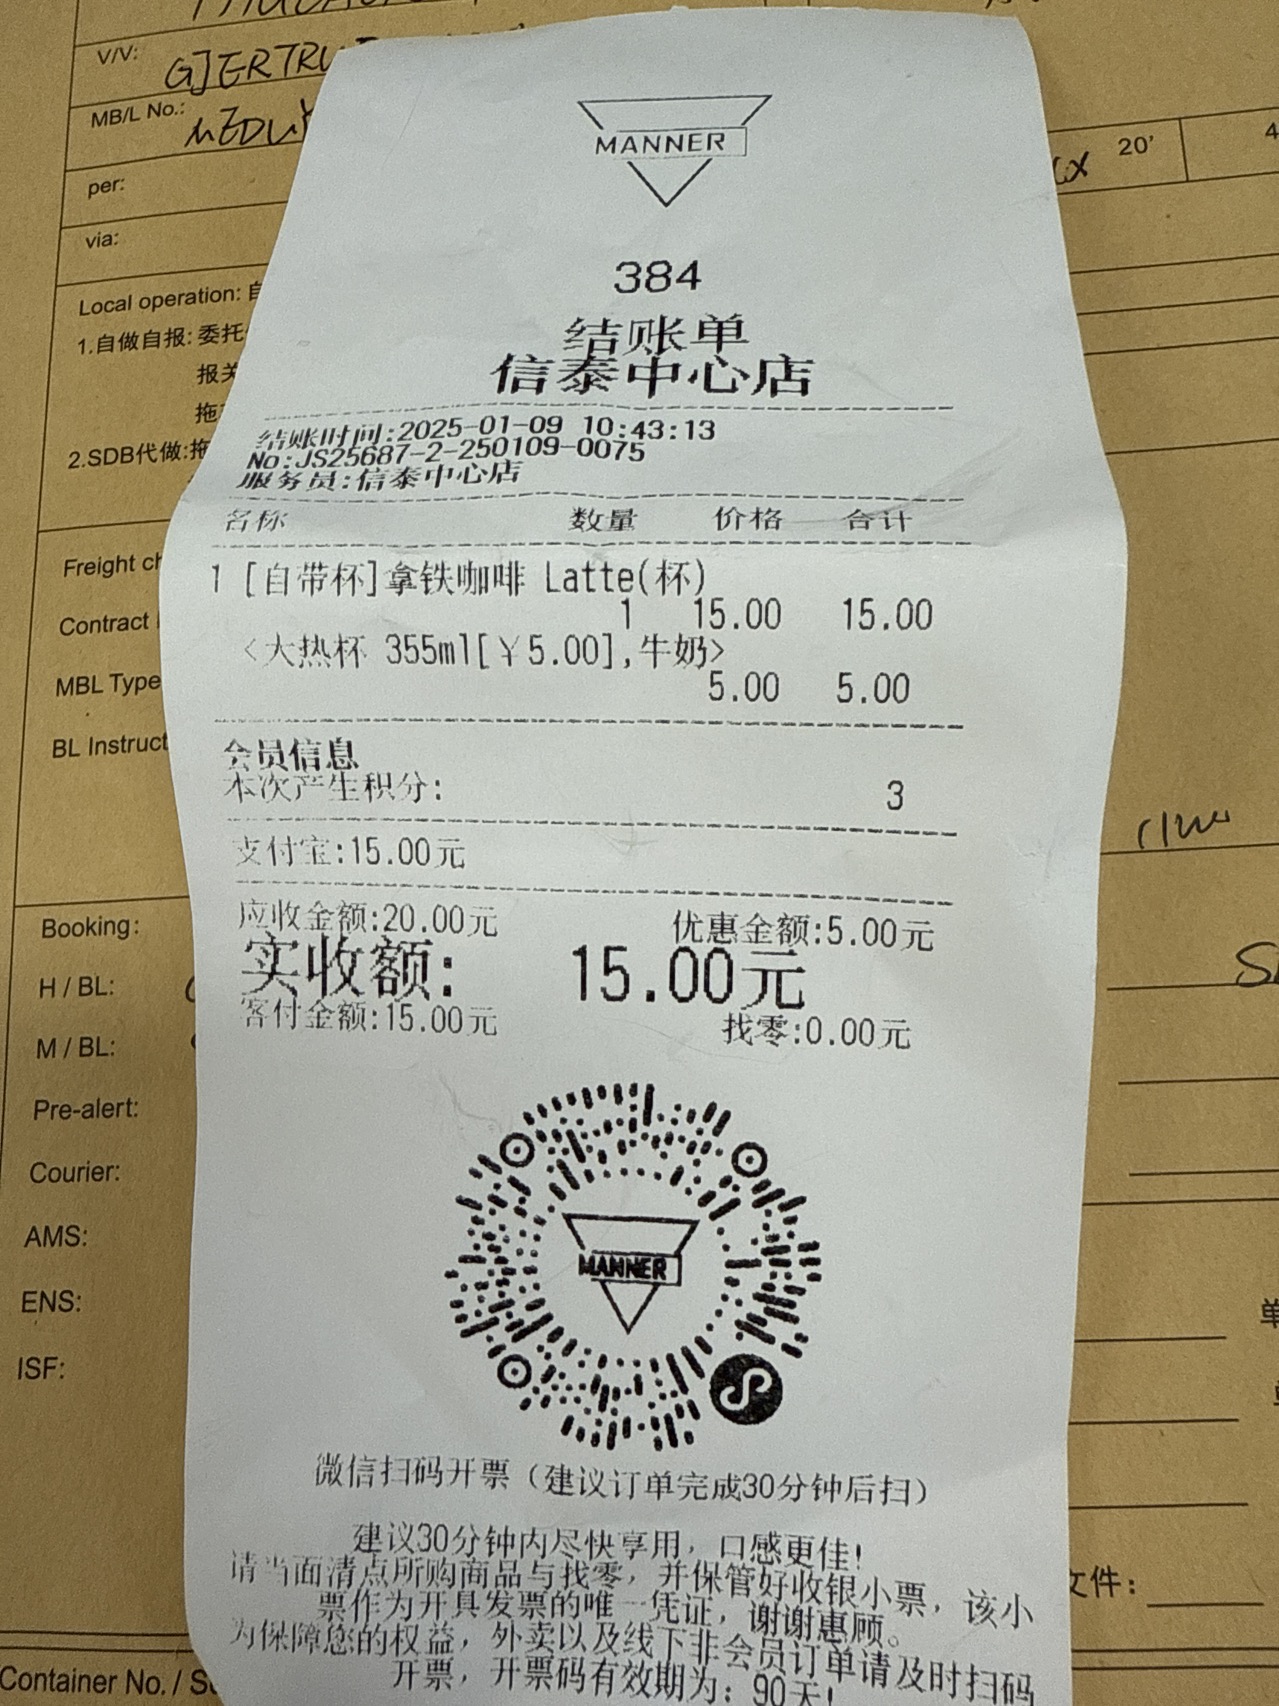 V/V:
MB/L No.:
per:
via:
20'
Local operation:
1.自做自报: 委托
报关
2.SDB代做:拖
Contract
MBL Type
BL Instruct
Booking:
H / BL:
M / BL:
Pre-alert:
Courier:
AMS:
ENS:
ISF:
文件:
Container No. /
MANNER
384
结账单
信泰中心店
结账时间:2025-01-09 10:43:13
No:JS25687-2-250109-0075
服务员:信泰中心店
名称 数量 价格 合计
1 [自带杯]拿铁咖啡 Latte(杯)
1 15.00 15.00
<大热杯 355ml[￥5.00],牛奶>
5.00 5.00
会员信息
本次产生积分: 3
支付宝:15.00元
应收金额:20.00元 优惠金额:5.00元
实收额: 15.00元
客付金额:15.00元 找零:0.00元
MANNER
微信扫码开票（建议订单完成30分钟后扫）
建议30分钟内尽快享用，口感更佳!
请当面清点所购商品与找零，并保管好收银小票，该小
票作为开具发票的唯一凭证，谢谢惠顾。
为保障您的权益，外卖以及线下非会员订单请及时扫码
开票，开票码有效期为: 90天!